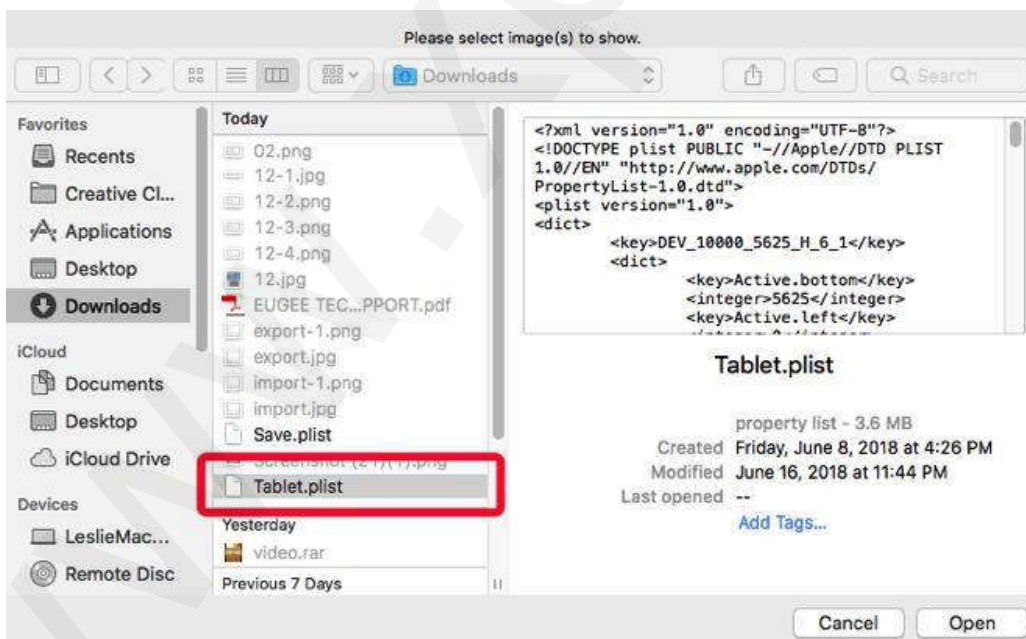 Please select image(s) to show.
Downloads
Search
Favorites
Recents
Creative Cl...
Applications
Desktop
Downloads
iCloud
Documents
Desktop
iCloud Drive
Devices
LeslieMac...
Remote Disc
Today
02.png
12-1.jpg
12-2.png
12-3.png
12-4.png
12.jpg
EUGEE TEC...PPORT.pdf
export-1.png
export.jpg
import-1.png
import.jpg
Save.plist
Screenshot (21)(1).png
Tablet.plist
Yesterday
video.rar
Previous 7 Days
<?xml version="1.0" encoding="UTF-8"?>
<!DOCTYPE plist PUBLIC "-//Apple//DTD PLIST
1.0//EN" "http://www.apple.com/DTDs/
PropertyList-1.0.dtd">
<plist version="1.0">
<dict>
<key>DEV_10000_5625_H_6_1</key>
<dict>
<key>Active.bottom</key>
<integer>5625</integer>
<key>Active.left</key>
Tablet.plist
property list - 3.6 MB
Created Friday, June 8, 2018 at 4:26 PM
Modified June 16, 2018 at 11:44 PM
Last opened --
Add Tags...
Cancel
Open